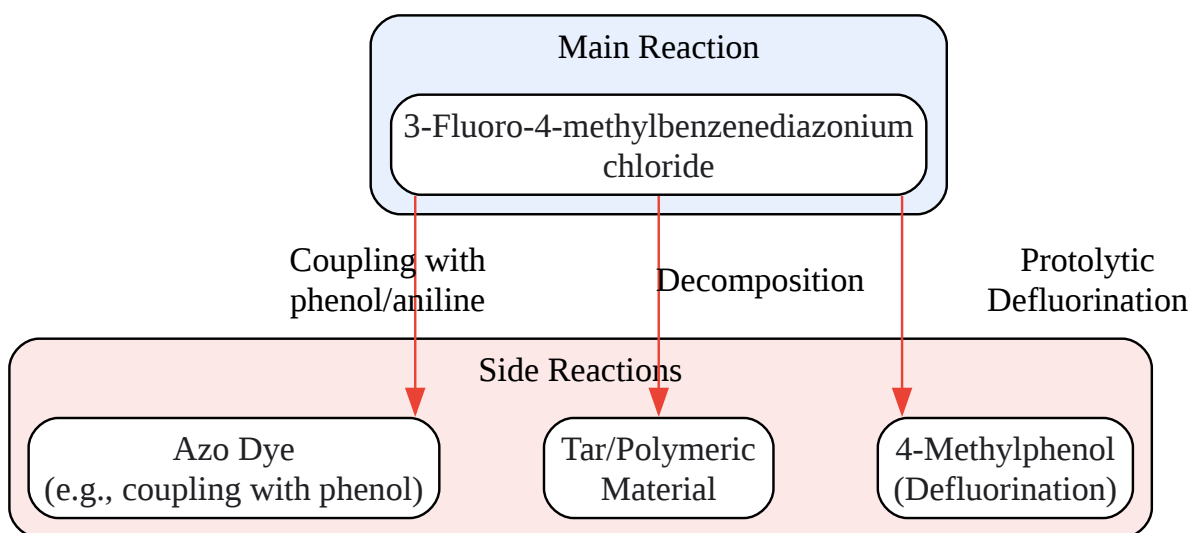 Main Reaction
3-Fluoro-4-methylbenzenediazonium
chloride
Coupling with
phenol/aniline
Decomposition
Protolytic
Defluorination
Side Reactions
Azo Dye
(e.g., coupling with phenol)
Tar/Polymeric
Material
4-Methylphenol
(Defluorination)